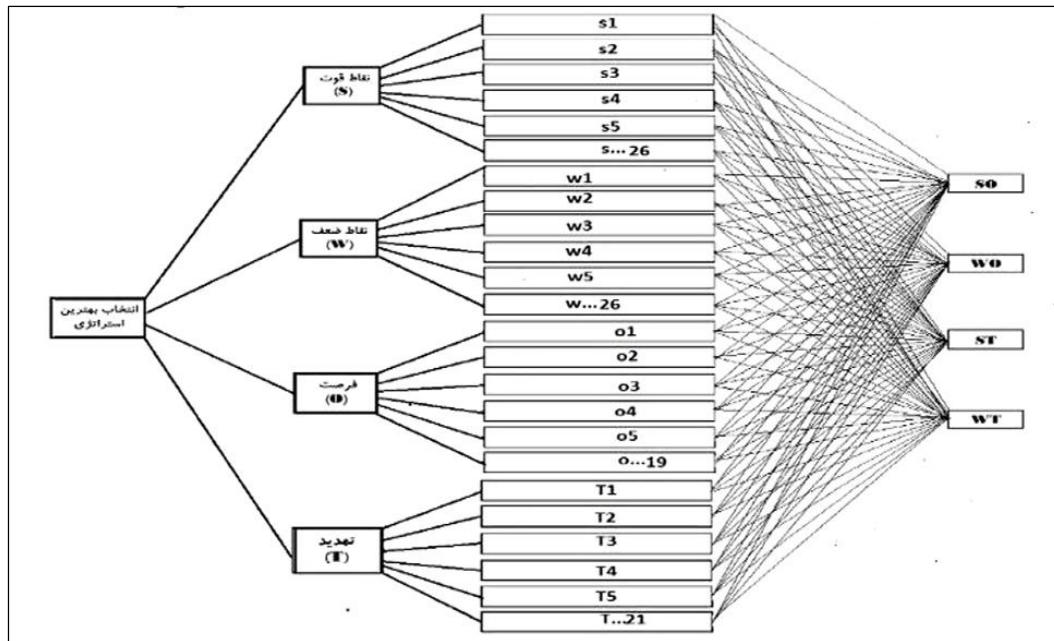 انتخاب بهترین
استراتژی
نقاط قوت
(S)
نقاط ضعف
(W)
فرصت
(O)
تهدید
(T)
s1
s2
s3
s4
s5
s...26
w1
w2
w3
w4
w5
w...26
o1
o2
o3
o4
o5
o...19
T1
T2
T3
T4
T5
T...21
SO
WO
ST
WT